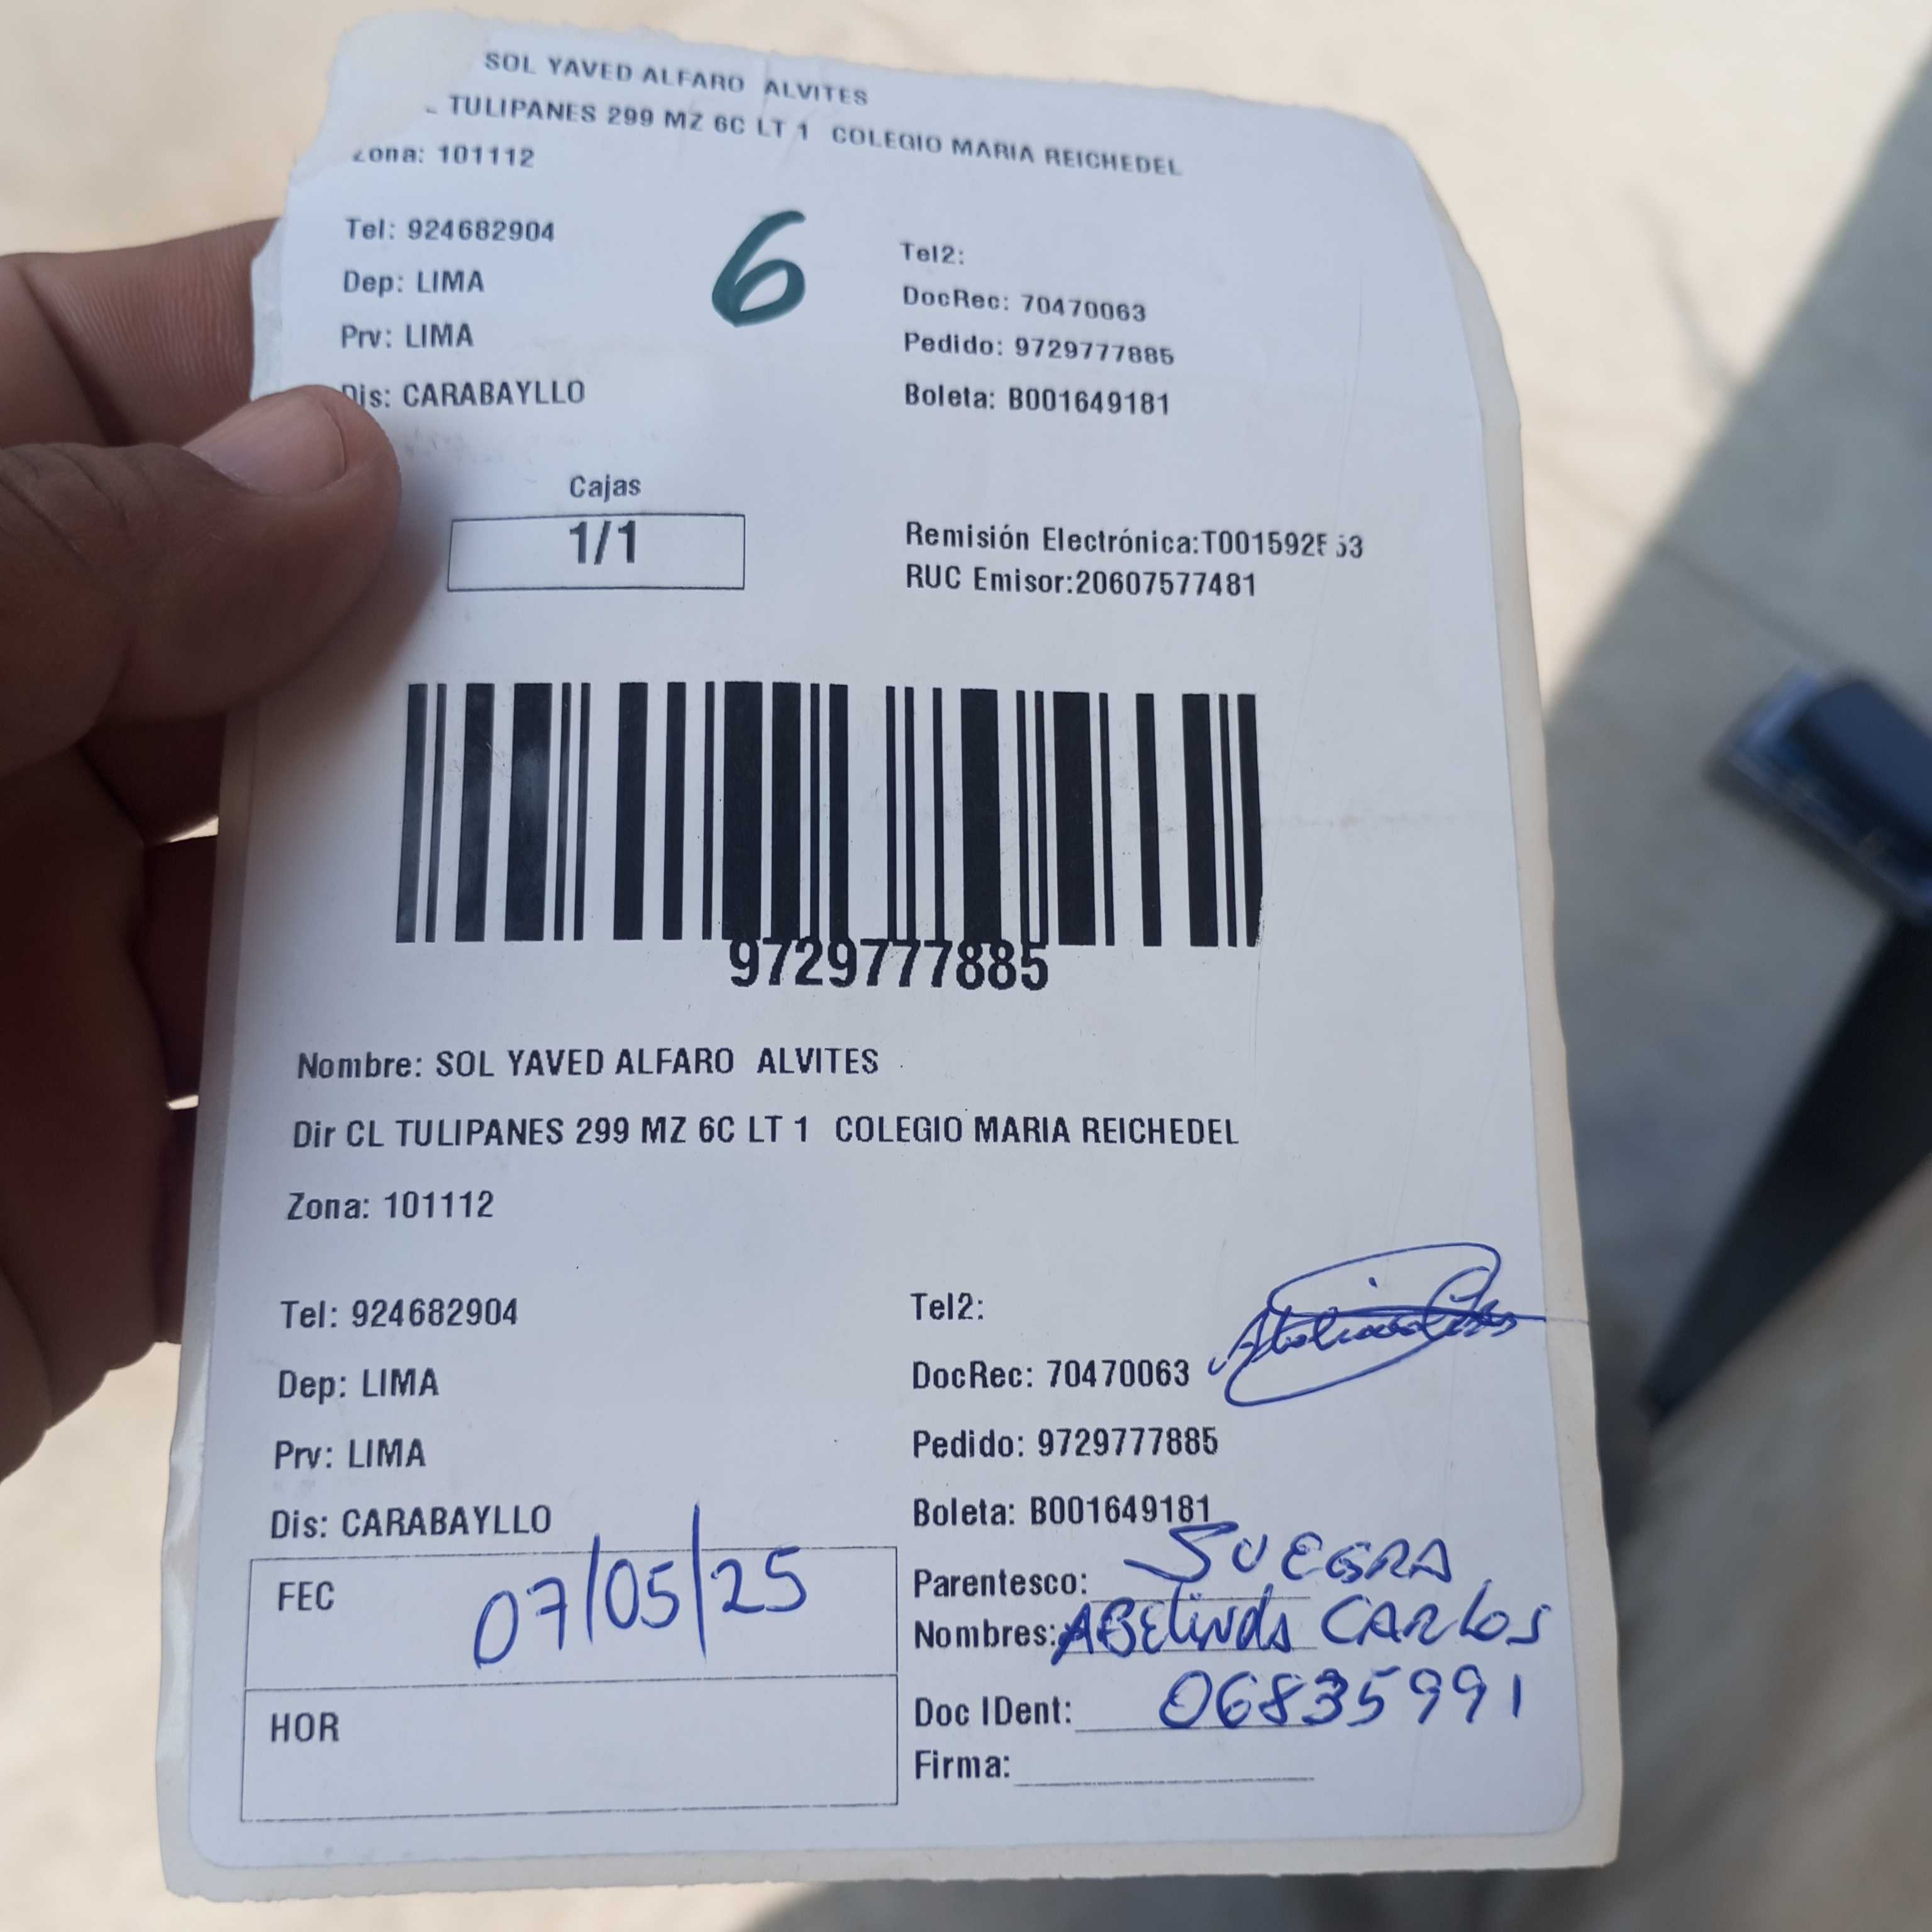 SOL YAVED ALFARO ALVITES
TULIPANES 299 MZ 6C LT 1 COLEGIO MARIA REICHEDEL
Zona: 101112
6
Tel: 924682904
Tel2:
Dep: LIMA
DocRec: 70470063
Prv: LIMA
Pedido: 9729777885
Dis: CARABAYLLO
Boleta: B001649181
Cajas
1/1
Remisión Electrónica:
RUC Emisor:20607577481
9729777885
Nombre: SOL YAVED ALFARO ALVITES
Dir CL TULIPANES 299 MZ 6C LT 1 COLEGIO MARIA REICHEDEL
Zona: 101112
Tel: 924682904
Tel2:
Dep: LIMA
DocRec: 70470063
Prv: LIMA
Pedido: 9729777885
Dis: CARABAYLLO
Boleta: B001649181
FEC 07/05/25
HOR
Parentesco: SUEGRA
Nombres: ABELINDA CARLOS
Doc IDent: 06835991
Firma: